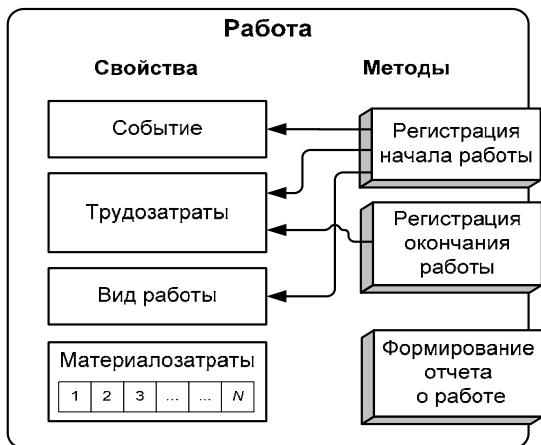 Работа
Свойства
Методы
Событие
Трудозатраты
Вид работы
Материалозатраты
1 2 3 ... ... N
Регистрация
начала работы
Регистрация
окончания
работы
Формирование
отчета
о работе